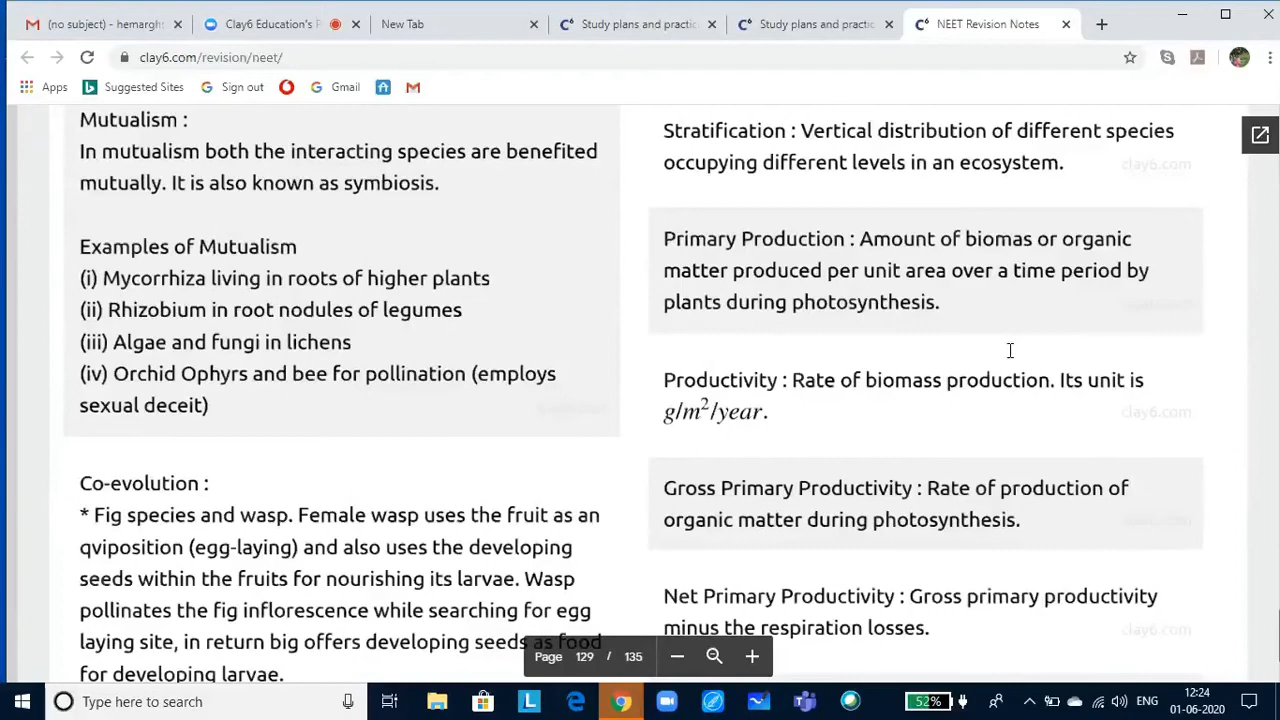 (no subject) - hemarghs
Clay6 Education's P
New Tab
Study plans and practic
Study plans and practic
NEET Revision Notes
clay6.com/revision/neet/
Apps
Suggested Sites
Sign out
Gmail
Mutualism :
In mutualism both the interacting species are benefited
mutually. It is also known as symbiosis.
Examples of Mutualism
(i) Mycorrhiza living in roots of higher plants
(ii) Rhizobium in root nodules of legumes
(iii) Algae and fungi in lichens
(iv) Orchid Ophyrs and bee for pollination (employs
sexual deceit)
Co-evolution :
* Fig species and wasp. Female wasp uses the fruit as an
qviposition (egg-laying) and also uses the developing
seeds within the fruits for nourishing its larvae. Wasp
pollinates the fig inflorescence while searching for egg
laying site, in return big offers developing seeds as food
for developing larvae.
Stratification : Vertical distribution of different species
occupying different levels in an ecosystem.
clay6.com
Primary Production : Amount of biomas or organic
matter produced per unit area over a time period by
plants during photosynthesis.
Productivity : Rate of biomass production. Its unit is
g/m²/year.
clay6.com
Gross Primary Productivity : Rate of production of
organic matter during photosynthesis.
Net Primary Productivity : Gross primary productivity
minus the respiration losses.
clay6.com
Page 129 / 135
Type here to search
52%
ENG
12:24
01-06-2020